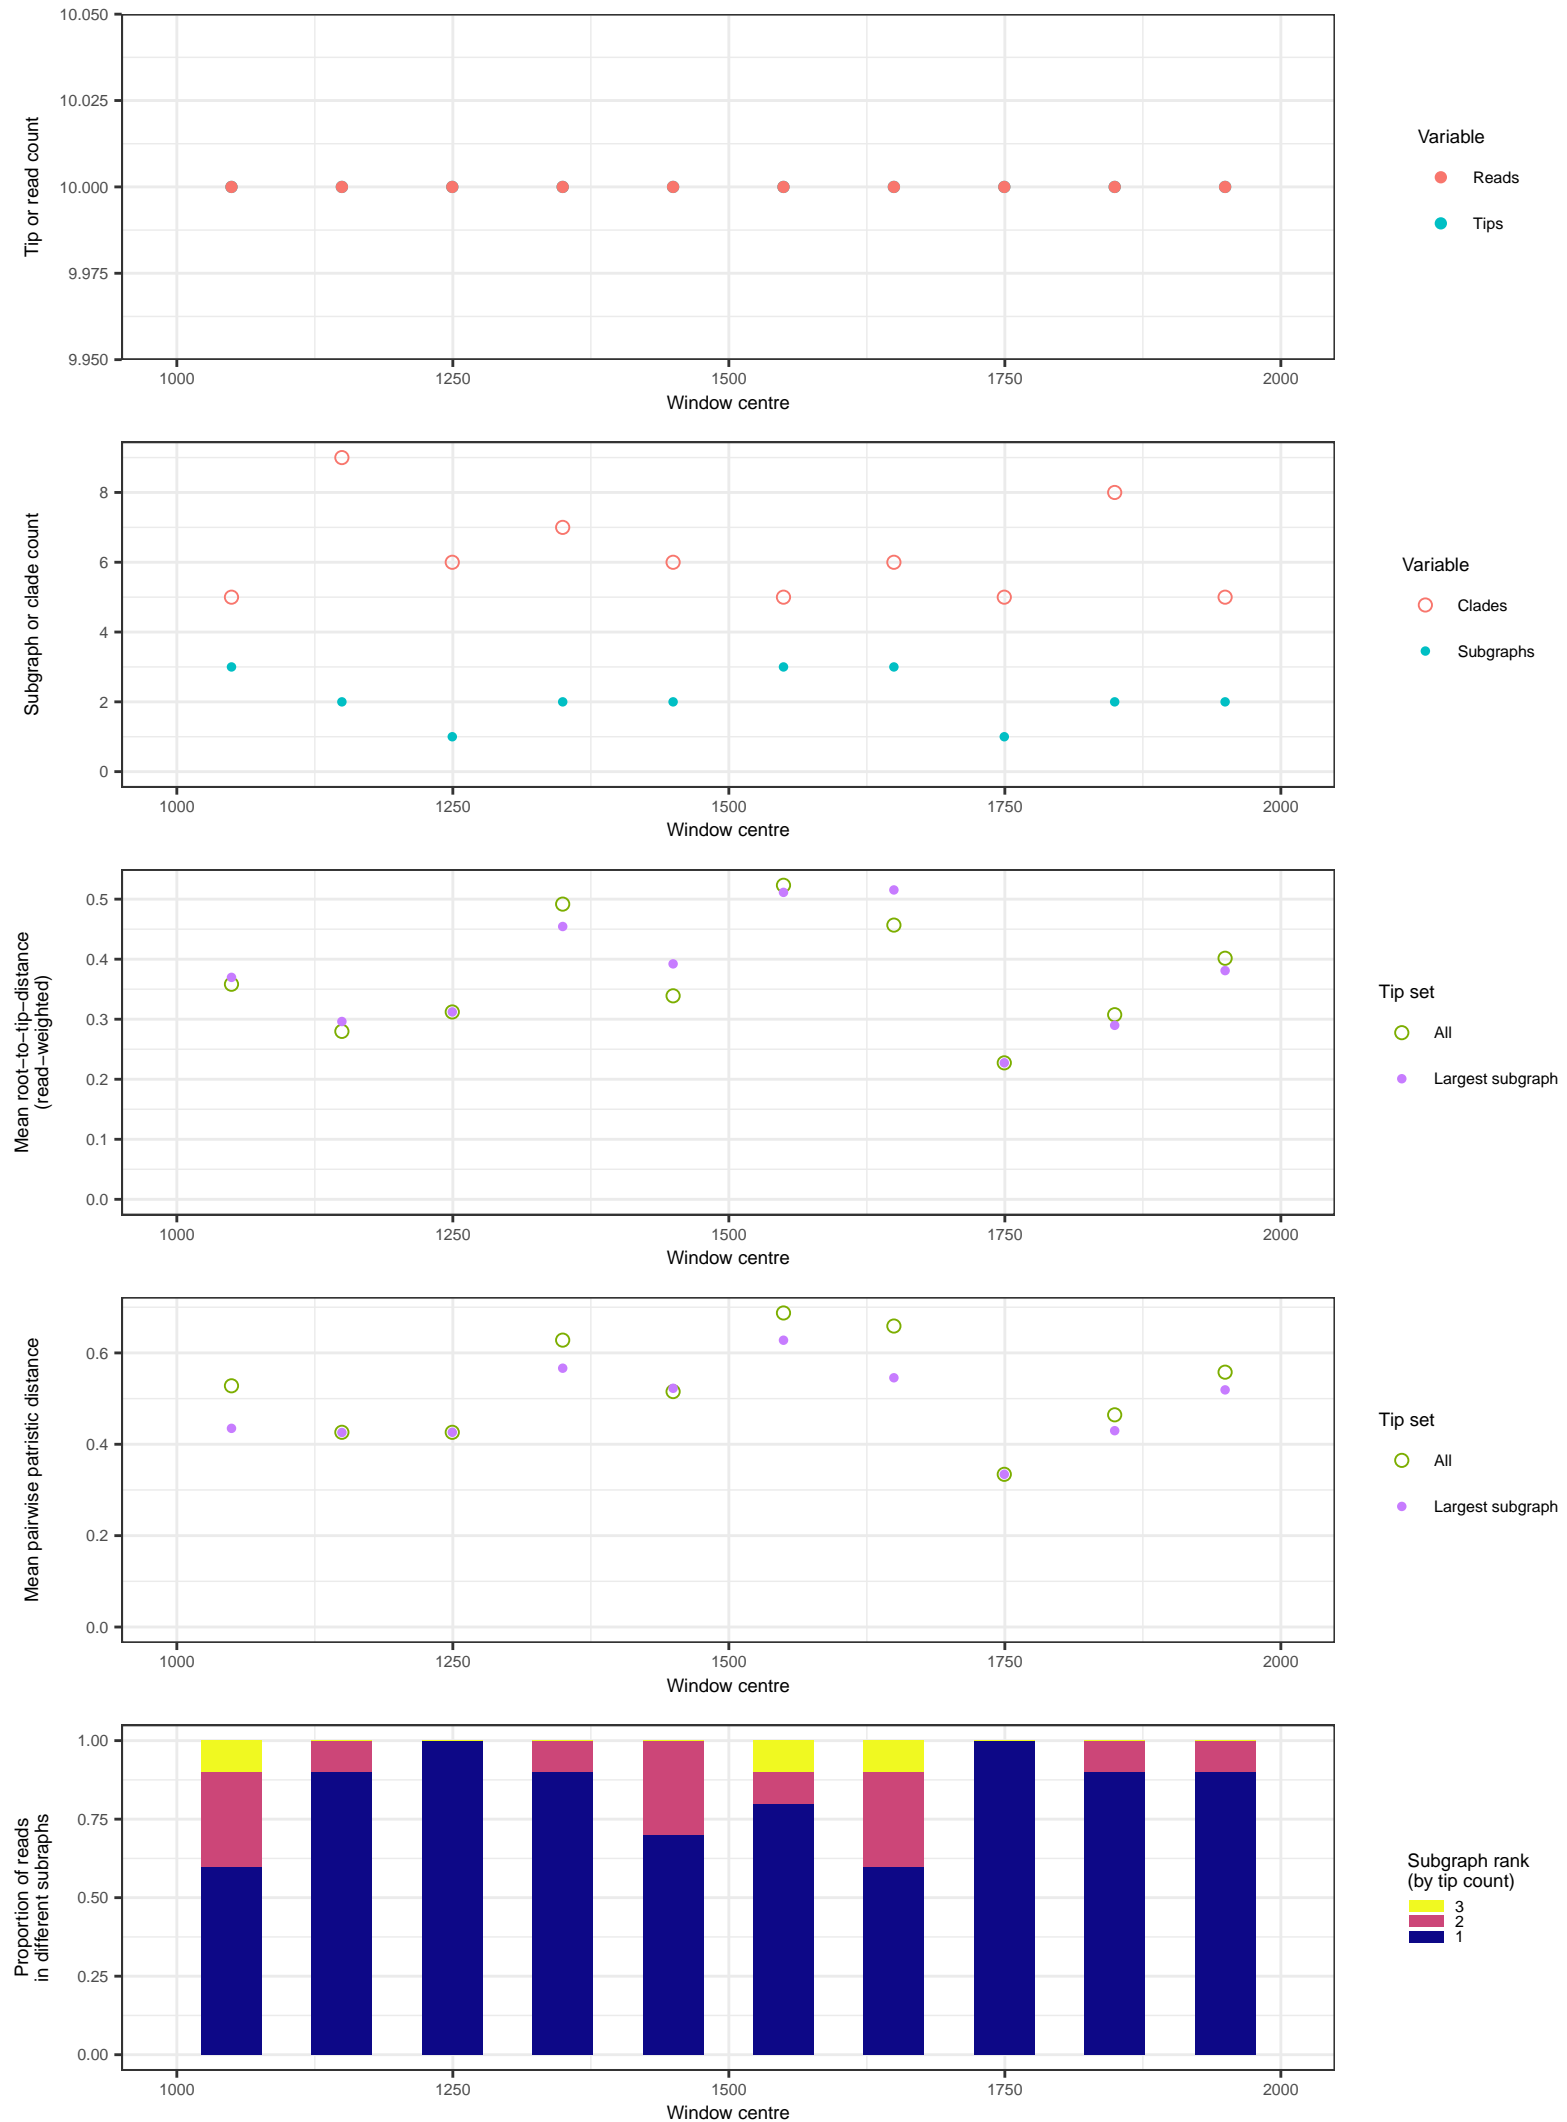 10.050
10.025
10.000
9.975
9.950
Tip or read count
1000 1250 1500 1750 2000
Window centre
Variable
Reads
Tips
8
6
4
2
0
Subgraph or clade count
1000 1250 1500 1750 2000
Window centre
Variable
Clades
Subgraphs
0.5
0.4
0.3
0.2
0.1
0.0
Mean root−to−tip−distance
(read−weighted)
1000 1250 1500 1750 2000
Window centre
Tip set
All
Largest subgraph
0.6
0.4
0.2
0.0
Mean pairwise patristic distance
1000 1250 1500 1750 2000
Window centre
Tip set
All
Largest subgraph
1.00
0.75
0.50
0.25
0.00
Proportion of reads
in different subraphs
1000 1250 1500 1750 2000
Window centre
Subgraph rank
(by tip count)
3
2
1